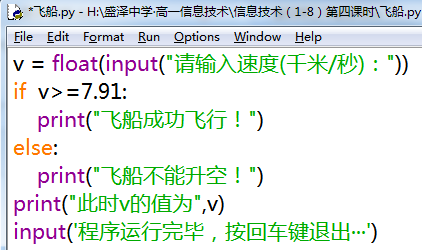 *飞船.py - H:\盛泽中学·高一信息技术\信息技术（1-8）第四课时\飞船.py
File Edit Format Run Options Windows Help
v = float(input("请输入速度(千米/秒)："))
if v>=7.91:
    print("飞船成功飞行！")
else:
    print("飞船不能升空！")
print("此时v的值为",v)
input('程序运行完毕，按回车键退出…')